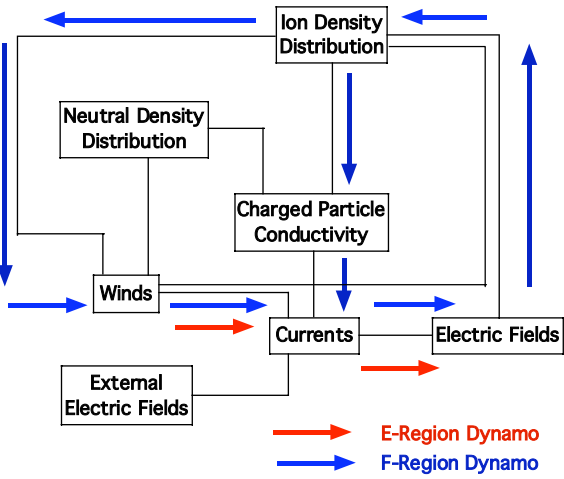 Ion Density
Distribution
Neutral Density
Distribution
Charged Particle
Conductivity
Winds
Currents
Electric Fields
External
Electric Fields
E-Region Dynamo
F-Region Dynamo